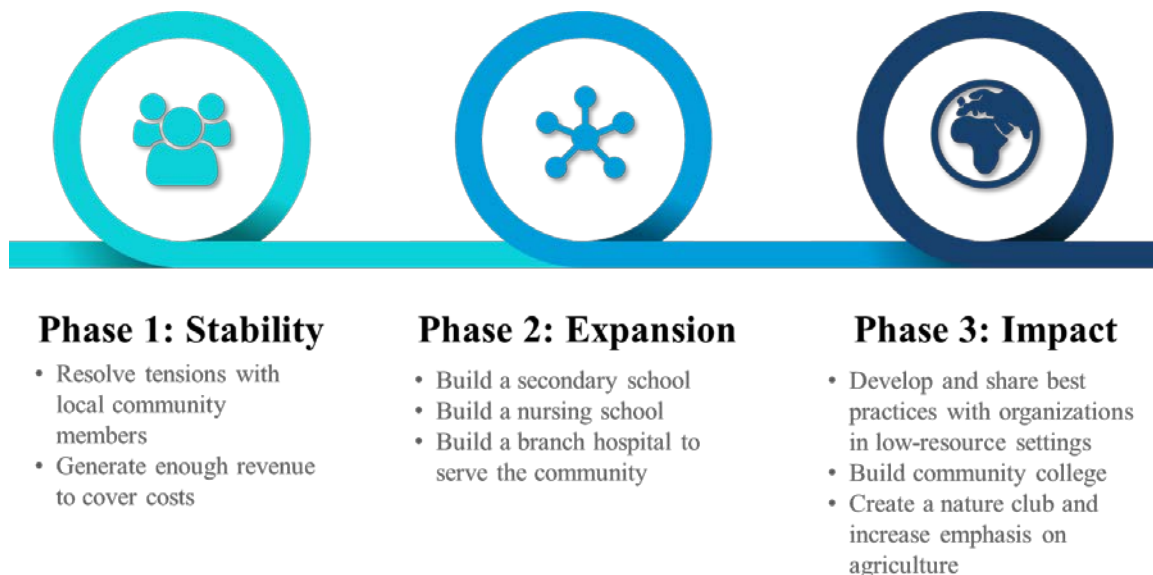 Phase 1: Stability
• Resolve tensions with
local community
members
• Generate enough revenue
to cover costs
Phase 2: Expansion
• Build a secondary school
• Build a nursing school
• Build a branch hospital to
serve the community
Phase 3: Impact
• Develop and share best
practices with organizations
in low-resource settings
• Build community college
• Create a nature club and
increase emphasis on
agriculture